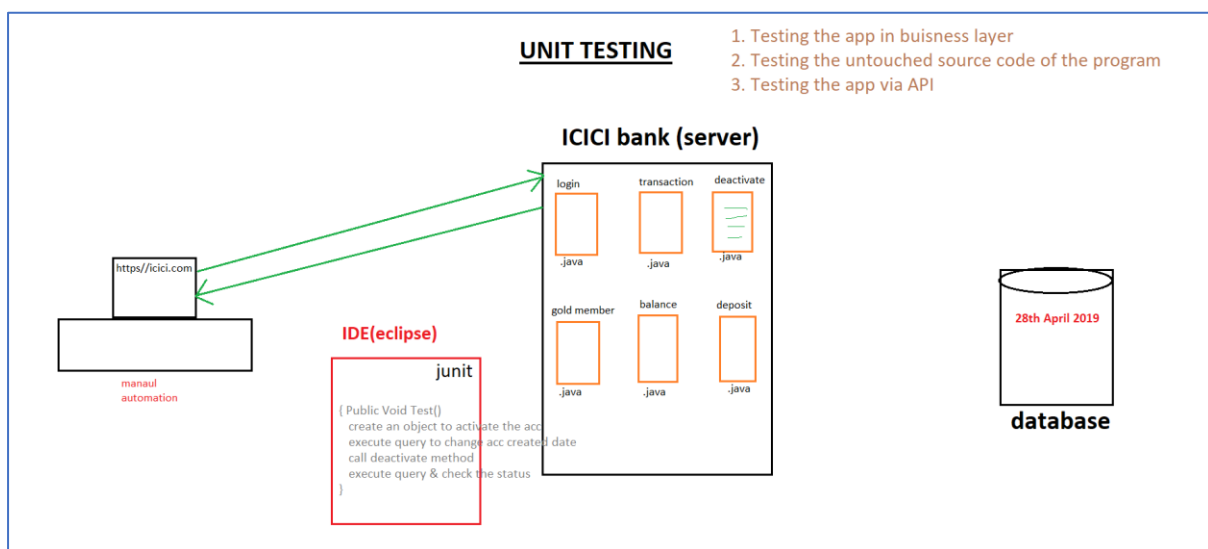 UNIT TESTING
1. Testing the app in buisness layer
2. Testing the untouched source code of the program
3. Testing the app via API
ICICI bank (server)
login
transaction
deactivate
.java
.java
.java
https//icici.com
gold member
balance
deposit
.java
.java
.java
manaul
automation
IDE(eclipse)
junit
{ Public Void Test()
create an object to activate the acc
execute query to change acc created date
call deactivate method
execute query & check the status
}
28th April 2019
database